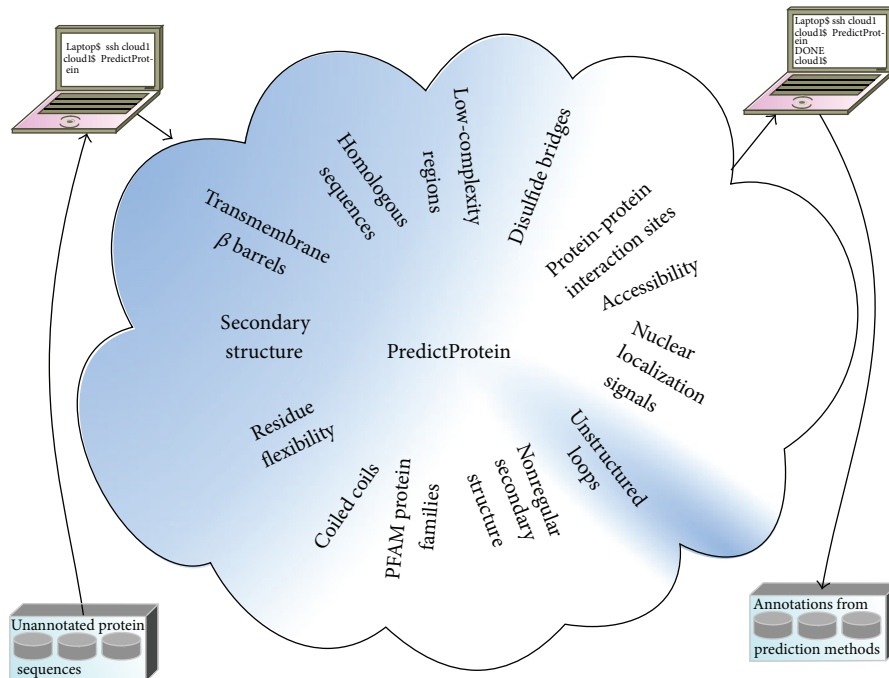 Laptop$ ssh cloud1
cloud1$ PredictProt-
ein
Laptop$ ssh cloud1
cloud1$ PredictProt-
ein
DONE
cloud1$
Transmembrane
β barrels
Homologous
sequences
Low-complexity
regions
Disulfide bridges
Protein-protein
interaction sites
Accessibility
Nuclear
localization
signals
Secondary
structure
PredictProtein
Residue
flexibility
Coiled coils
PFAM protein
families
Nonregular
secondary
structure
Unstructured
loops
Unannotated protein
sequences
Annotations from
prediction methods